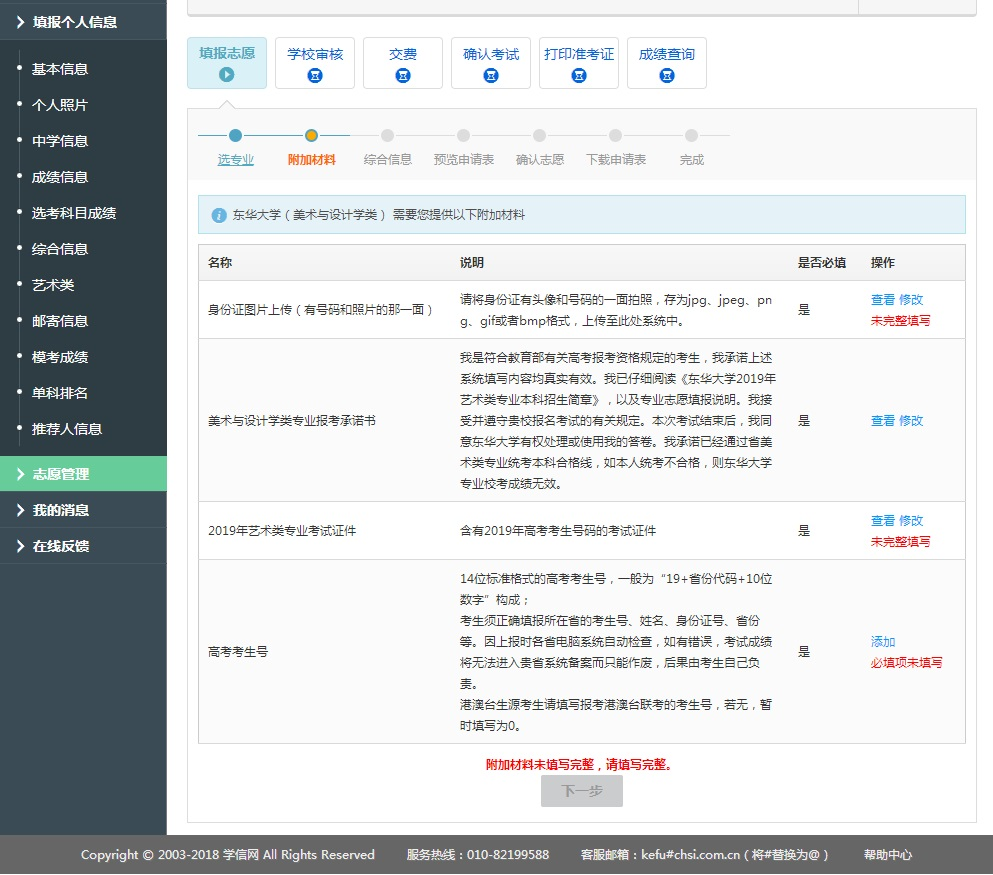 填报个人信息
基本信息
个人照片
中学信息
成绩信息
选考科目成绩
综合信息
艺术类
邮寄信息
模考成绩
单科排名
推荐人信息
志愿管理
我的消息
在线反馈
填报志愿 学校审核 交费 确认考试 打印准考证 成绩查询
选专业 附加材料 综合信息 预览申请表 确认志愿 下载申请表 完成
东华大学（美术与设计学类） 需要您提供以下附加材料
名称 说明 是否必填 操作
身份证图片上传（有号码和照片的那一面）
请将身份证有头像和号码的一面拍照，存为jpg、jpeg、pn
g、gif或者bmp格式，上传至此处系统中。
是
查看 修改
未完整填写
美术与设计学类专业报考承诺书
我是符合教育部有关高考报考资格规定的考生，我承诺上述
系统填写内容均真实有效。我已仔细阅读《东华大学2019年
艺术类专业本科招生简章》，以及专业志愿填报说明。我接
受并遵守贵校报名考试的有关规定。本次考试结束后，我同
意东华大学有权处理或使用我的答卷。我承诺已经通过省美
术类专业统考本科合格线，如本人统考不合格，则东华大学
专业校考成绩无效。
是
查看 修改
2019年艺术类专业考试证件
含有2019年高考考生号码的考试证件
是
查看 修改
未完整填写
高考考生号
14位标准格式的高考考生号，一般为“19+省份代码+10位
数字”构成；
考生须正确填报所在省的考生号、姓名、身份证号、省份
等。因上报时各省电脑系统自动检查，如有错误，考试成绩
将无法进入贵省系统备案而只能作废，后果由考生自己负
责。
港澳台生源考生请填写报考港澳台联考的考生号，若无，暂
时填写为0。
是
添加
必填项未填写
附加材料未填写完整，请填写完整。
下一步
Copyright © 2003-2018 学信网 All Rights Reserved 服务热线：010-82199588 客服邮箱：kefu#chsi.com.cn（将#替换为@） 帮助中心